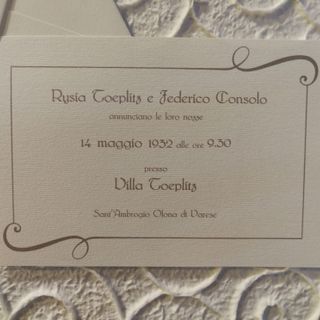 Rysia Toeplitz e Federico Consolo
annunciano le loro nozze
14 maggio 1932 alle ore 9.30
presso
Villa Toeplitz
Sant'Ambrogio Olona di Varese